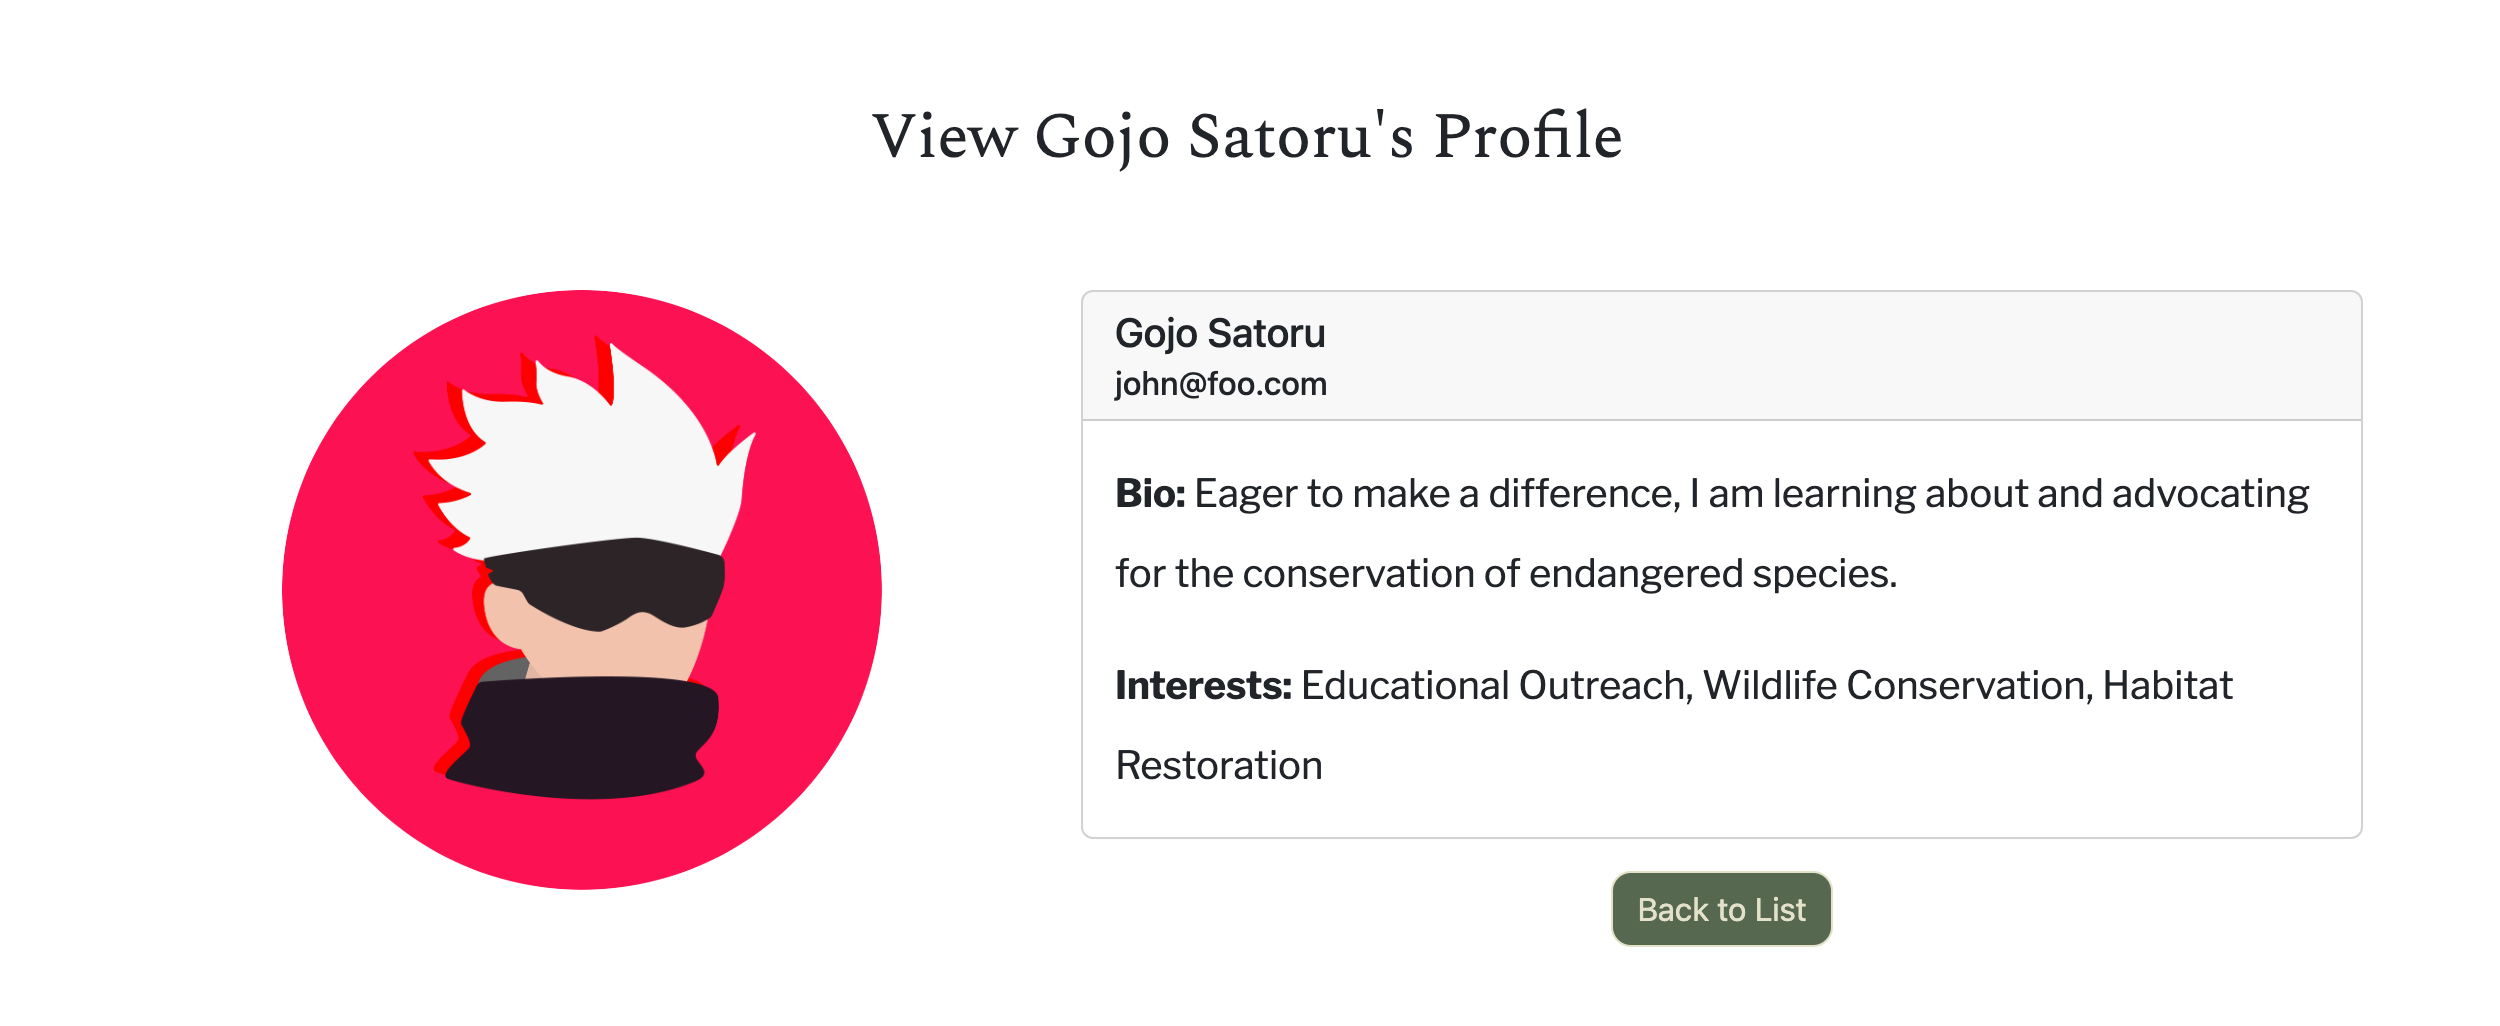 View Gojo Satoru's Profile
Gojo Satoru
john@foo.com
Bio: Eager to make a difference, I am learning about and advocating
for the conservation of endangered species.
Interests: Educational Outreach, Wildlife Conservation, Habitat
Restoration
Back to List